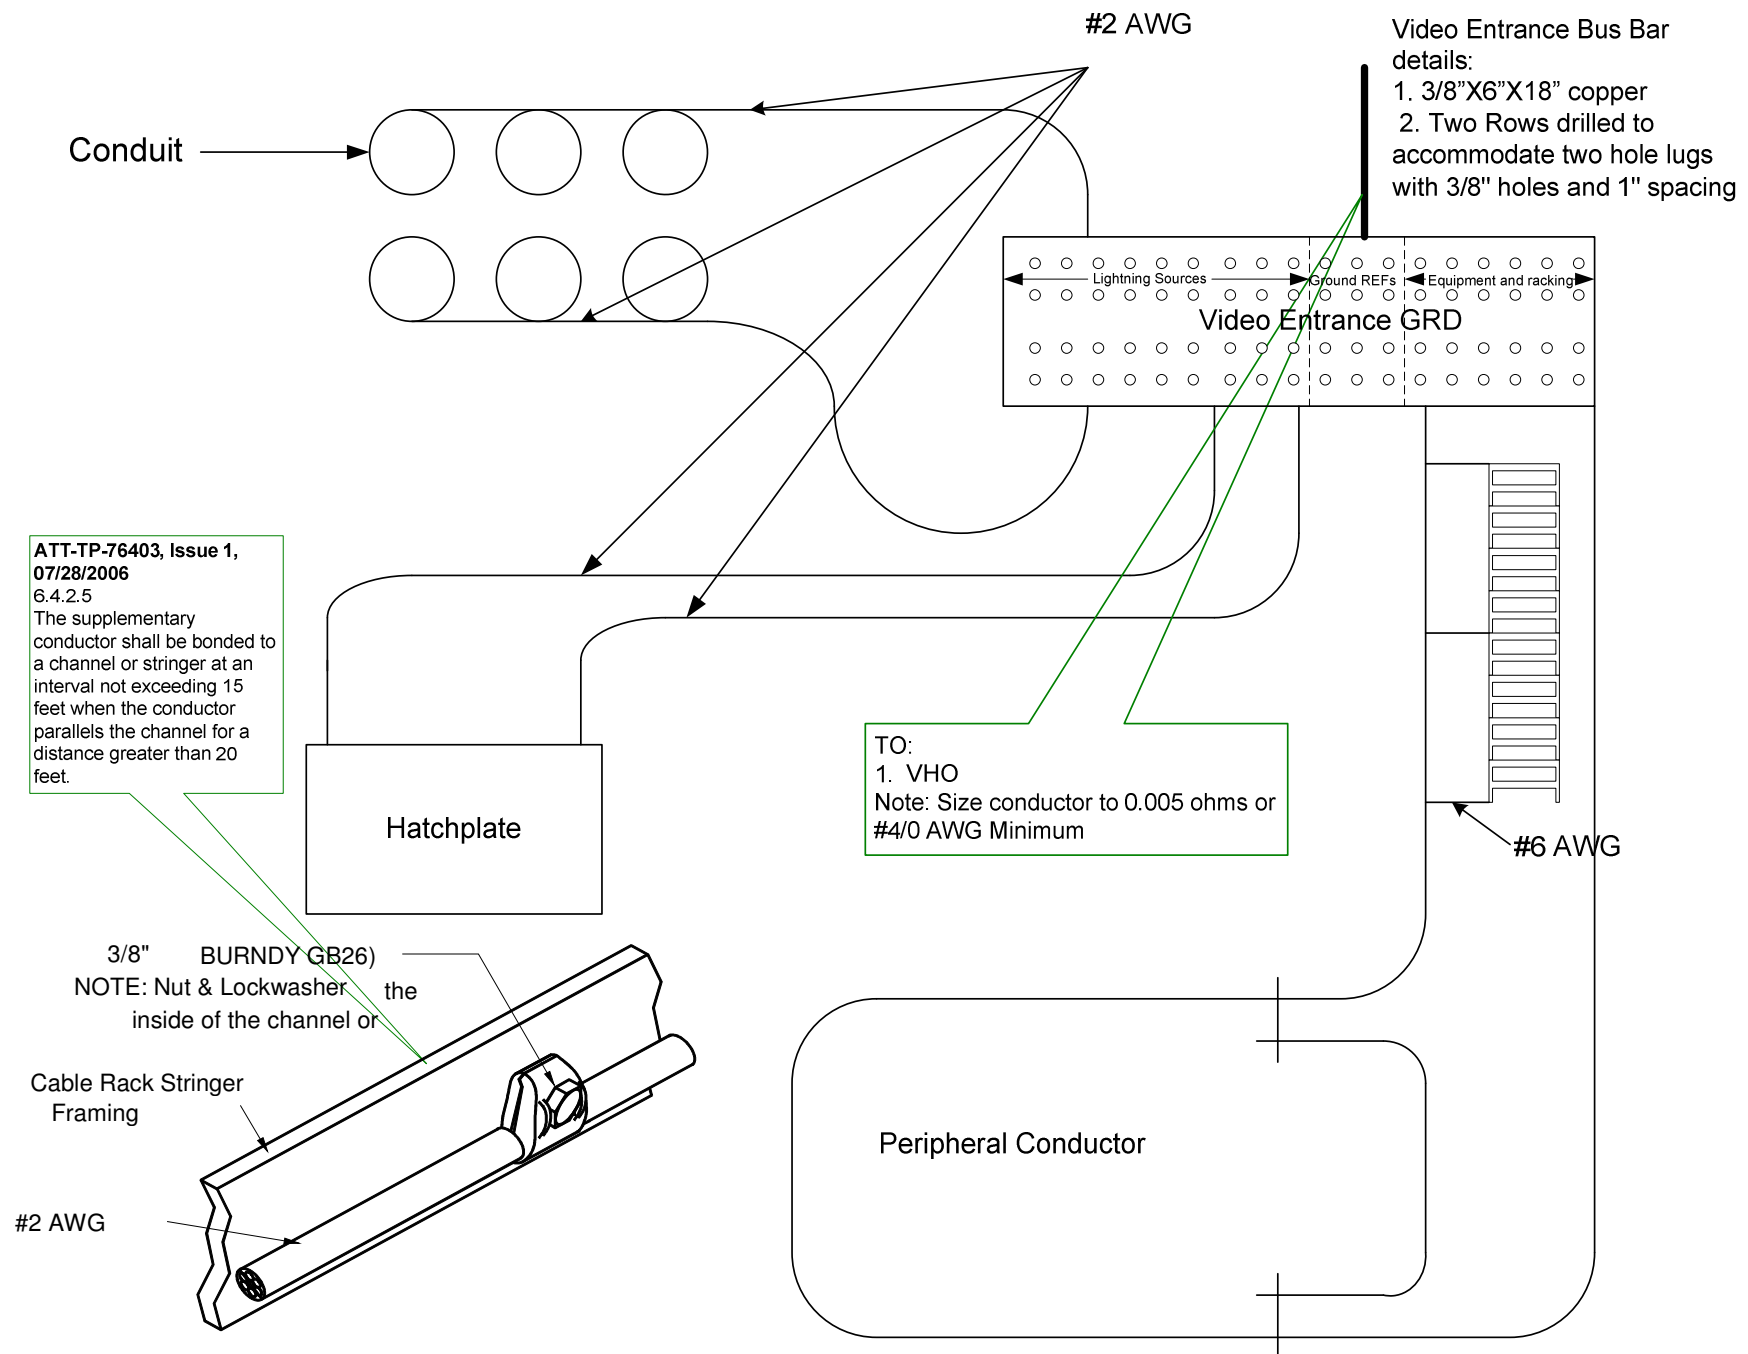 #2 AWG
Video Entrance Bus Bar
details:
1. 3/8”X6”X18” copper
2. Two Rows drilled to
accommodate two hole lugs
with 3/8" holes and 1" spacing
Conduit
Lightning Sources
Ground REFs
Equipment and racking
Video Entrance GRD
ATT-TP-76403, Issue 1,
07/28/2006
6.4.2.5
The supplementary
conductor shall be bonded to
a channel or stringer at an
interval not exceeding 15
feet when the conductor
parallels the channel for a
distance greater than 20
feet.
TO:
1. VHO
Note: Size conductor to 0.005 ohms or
#4/0 AWG Minimum
Hatchplate
#6 AWG
3/8" BURNDY GB26)
NOTE: Nut & Lockwasher the
inside of the channel or
Cable Rack Stringer
Framing
#2 AWG
Peripheral Conductor